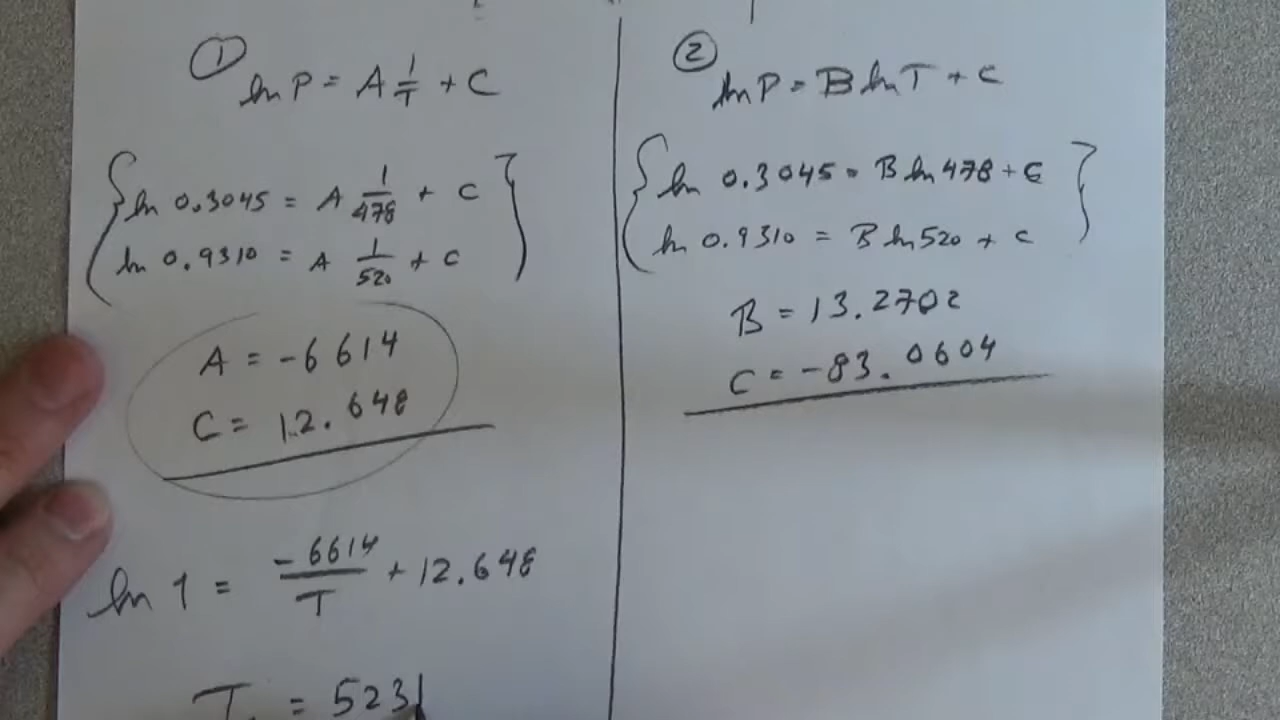 ①
ln P = A 1/T + C
{ ln 0.3045 = A 1/478 + C
ln 0.9310 = A 1/520 + C }
A = -6614
C = 12.648
ln 1 = -6614/T + 12.648
T = 523
②
ln P = B ln T + C
{ ln 0.3045 = B ln 478 + C
ln 0.9310 = B ln 520 + C }
B = 13.2702
C = -83.0604